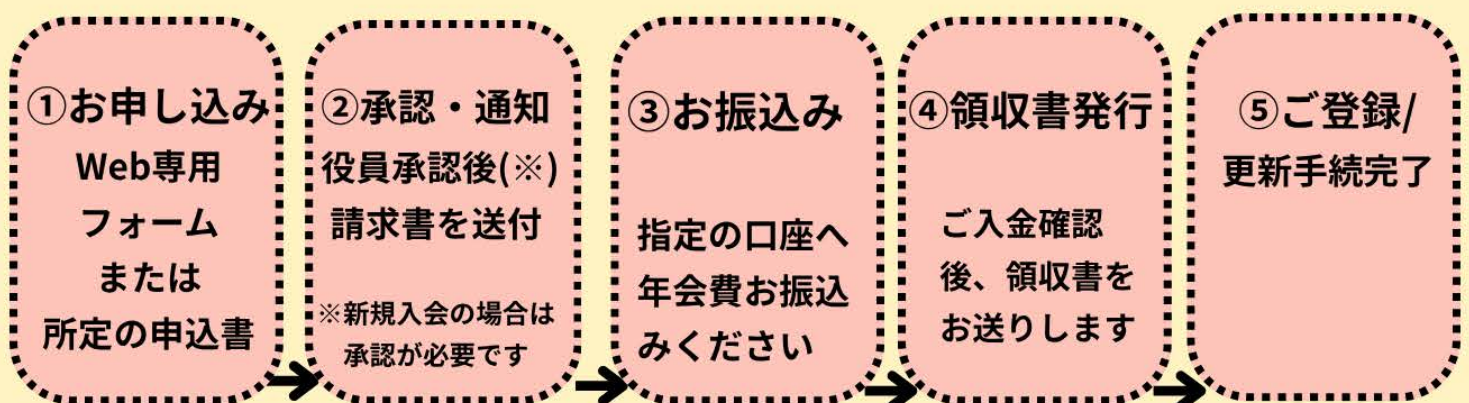 ①お申し込み
Web専用
フォーム
または
所定の申込書
②承認・通知
役員承認後(※)
請求書を送付
※新規入会の場合は
承認が必要です
③お振込み
指定の口座へ
年会費お振込
みください
④領収書発行
ご入金確認
後、領収書を
お送りします
⑤ご登録/
更新手続完了